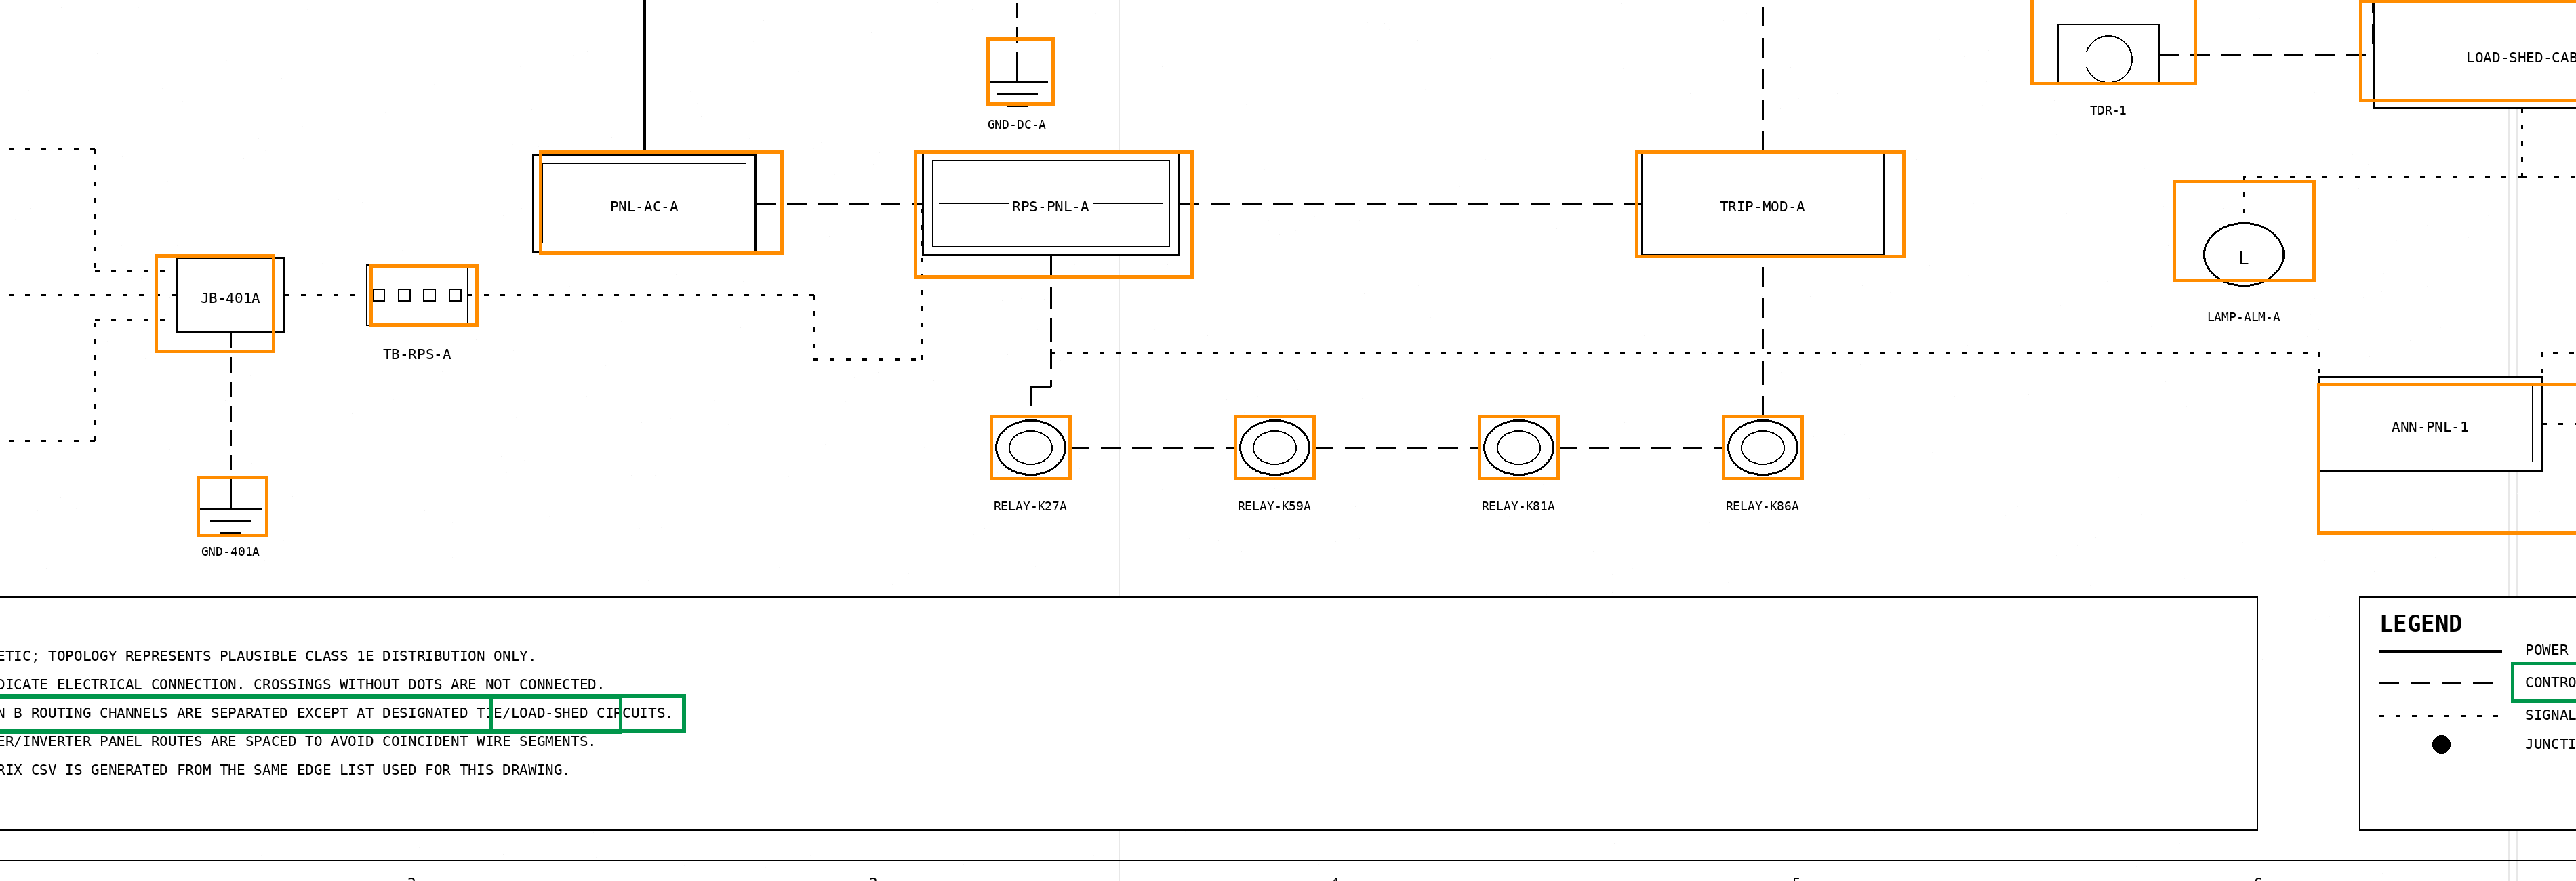 LOAD-SHED-CAB
GND-DC-A
TDR-1
PNL-AC-A
RPS-PNL-A
TRIP-MOD-A
L
JB-401A
TB-RPS-A
LAMP-ALM-A
ANN-PNL-1
RELAY-K27A
RELAY-K59A
RELAY-K81A
RELAY-K86A
GND-401A
ETIC; TOPOLOGY REPRESENTS PLAUSIBLE CLASS 1E DISTRIBUTION ONLY.
DICATE ELECTRICAL CONNECTION. CROSSINGS WITHOUT DOTS ARE NOT CONNECTED.
N B ROUTING CHANNELS ARE SEPARATED EXCEPT AT DESIGNATED TIE/LOAD-SHED CIRCUITS.
ER/INVERTER PANEL ROUTES ARE SPACED TO AVOID COINCIDENT WIRE SEGMENTS.
RIX CSV IS GENERATED FROM THE SAME EDGE LIST USED FOR THIS DRAWING.
LEGEND
POWER
CONTRO
SIGNAL
JUNCTI